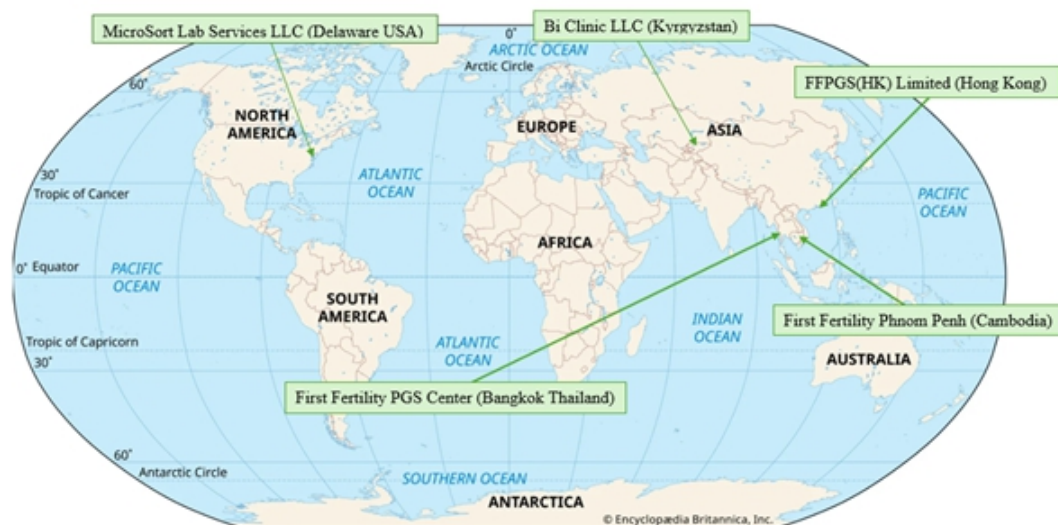 MicroSort Lab Services LLC (Delaware USA)
Bi Clinic LLC (Kyrgyzstan)
0°
ARCTIC OCEAN
Arctic Circle
FFPGS(HK) Limited (Hong Kong)
60°
NORTH
AMERICA
EUROPE
ASIA
30°
ATLANTIC
OCEAN
Tropic of Cancer
PACIFIC
OCEAN
AFRICA
0° Equator
PACIFIC
OCEAN
SOUTH
AMERICA
INDIAN
OCEAN
First Fertility Phnom Penh (Cambodia)
Tropic of Capricorn
ATLANTIC
OCEAN
30°
AUSTRALIA
First Fertility PGS Center (Bangkok Thailand)
60°
Antarctic Circle
SOUTHERN OCEAN
ANTARCTICA
© Encyclopædia Britannica, Inc.